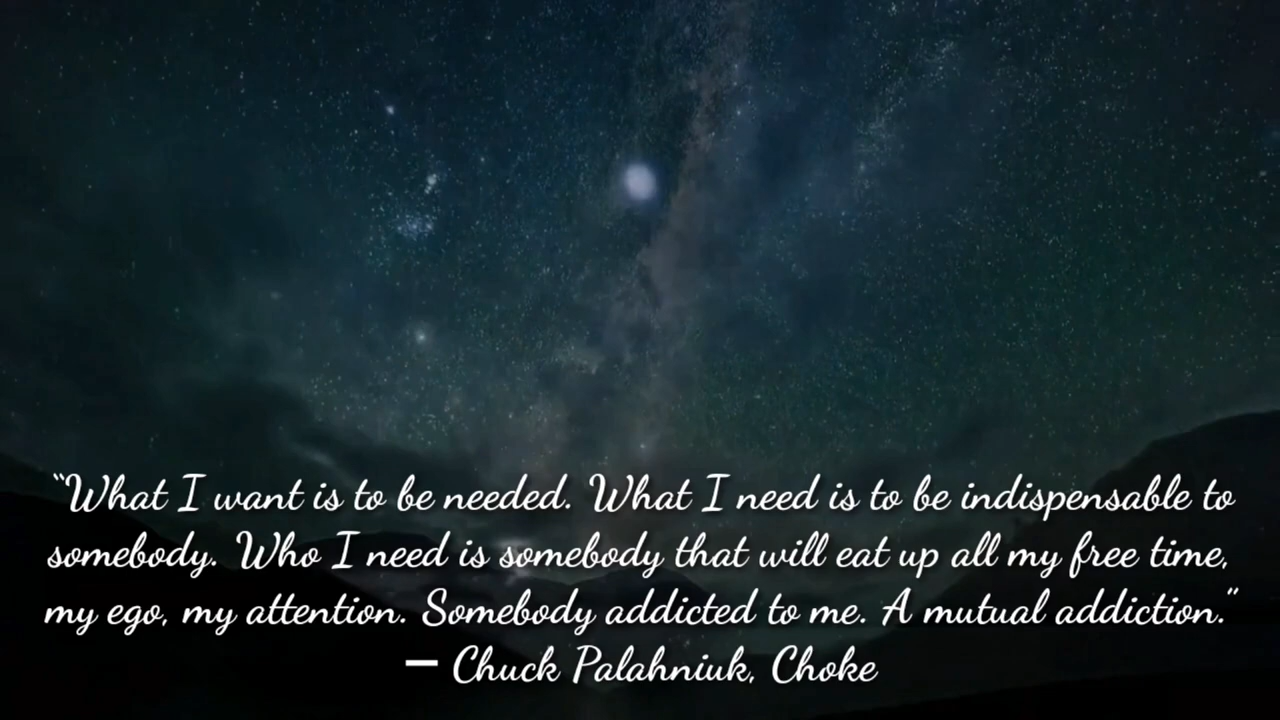 “What I want is to be needed. What I need is to be indispensable to
somebody. Who I need is somebody that will eat up all my free time,
my ego, my attention. Somebody addicted to me. A mutual addiction.”
― Chuck Palahniuk, Choke